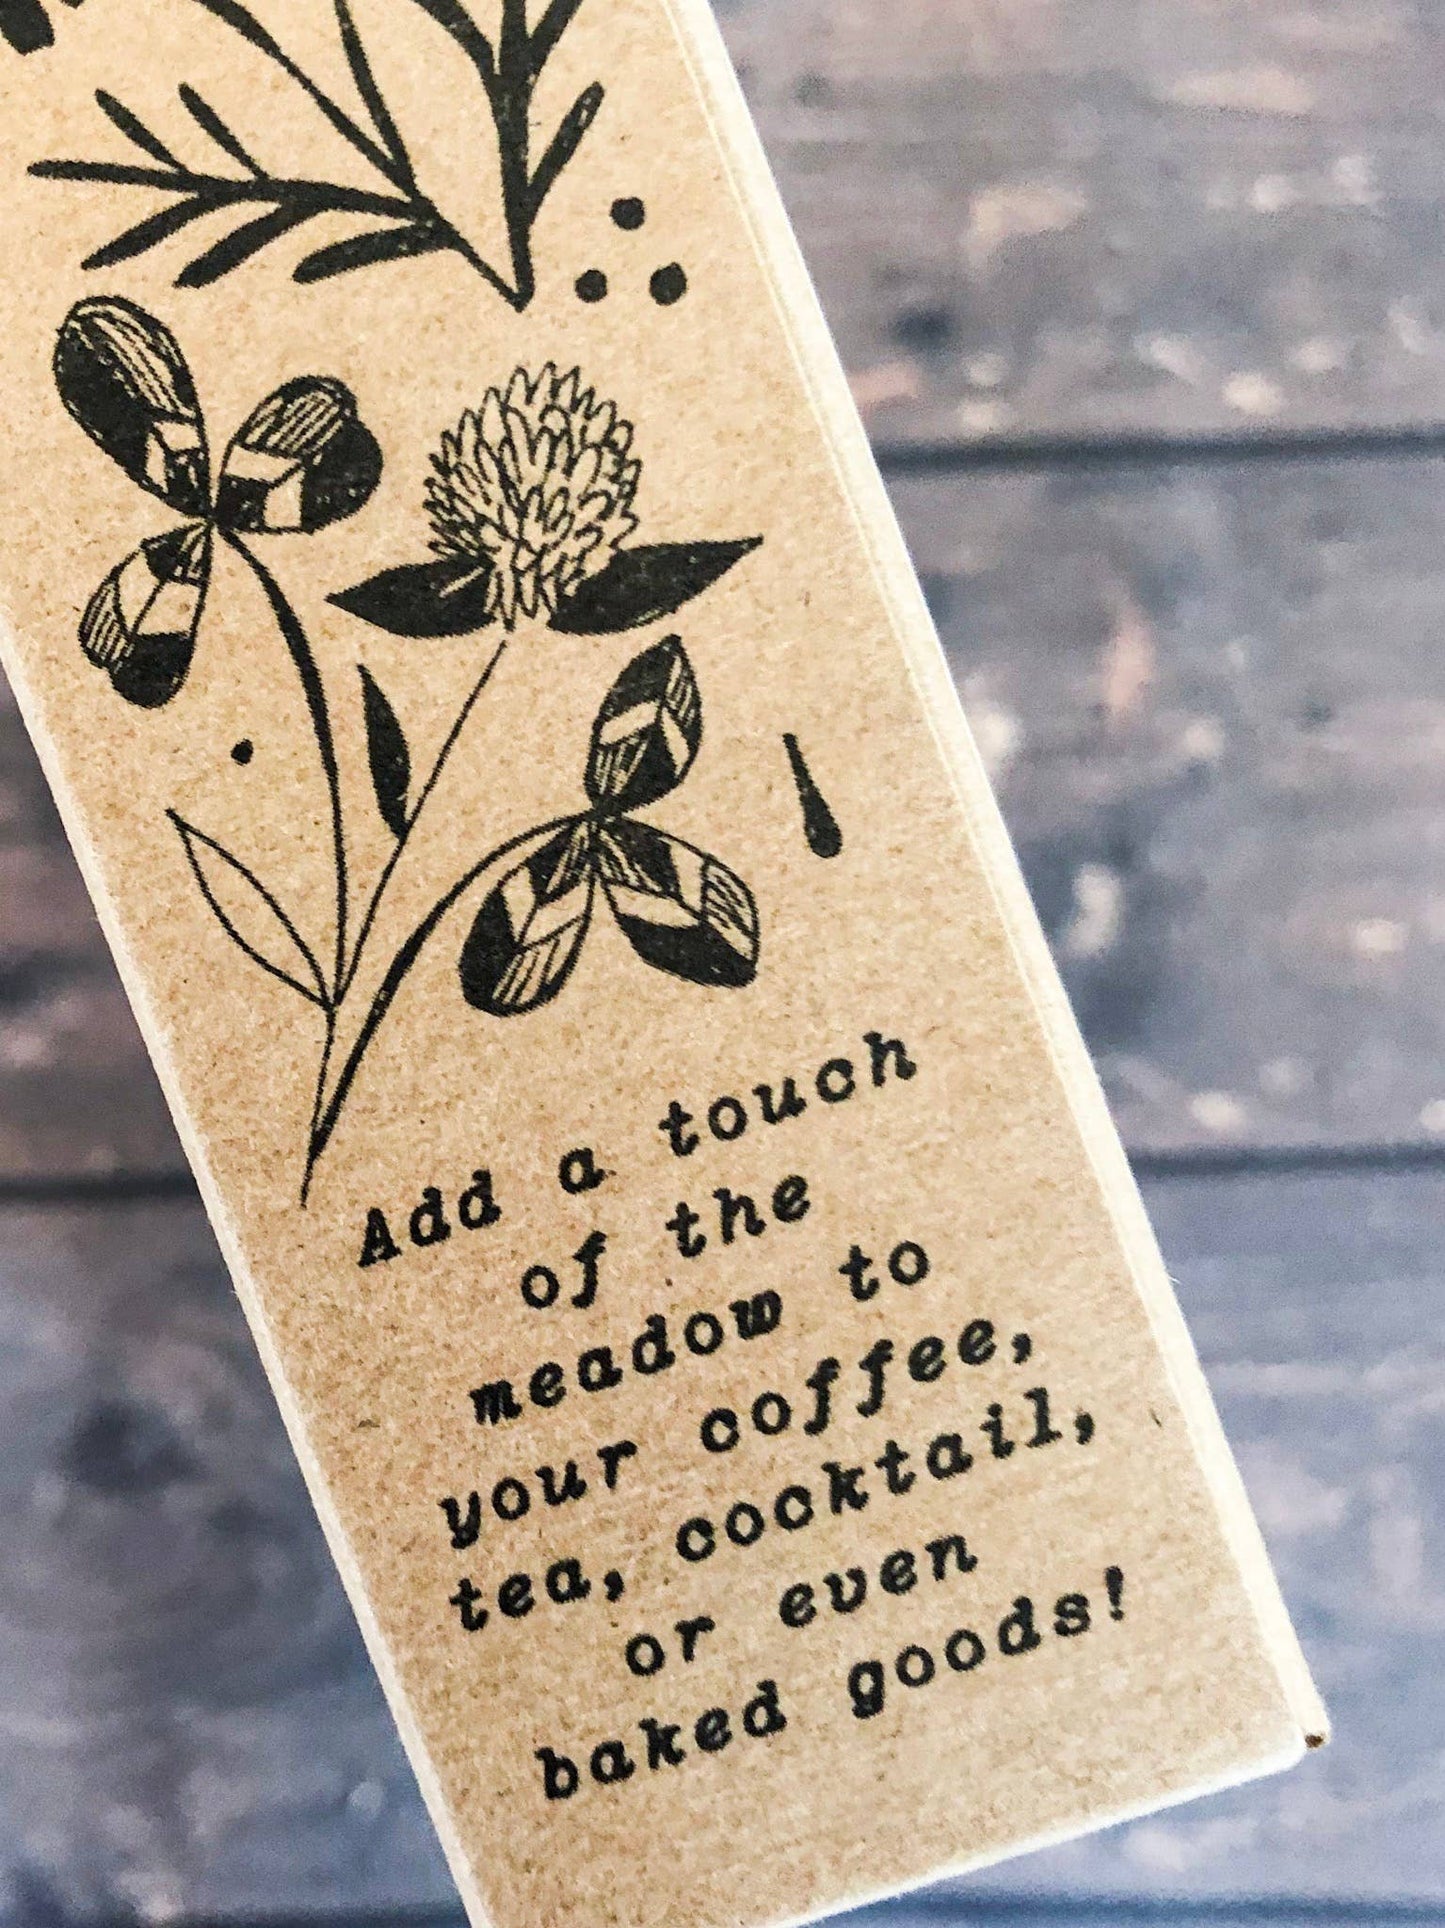 Add a touch
of the
meadow to
your coffee,
tea, cocktail,
or even
baked goods!